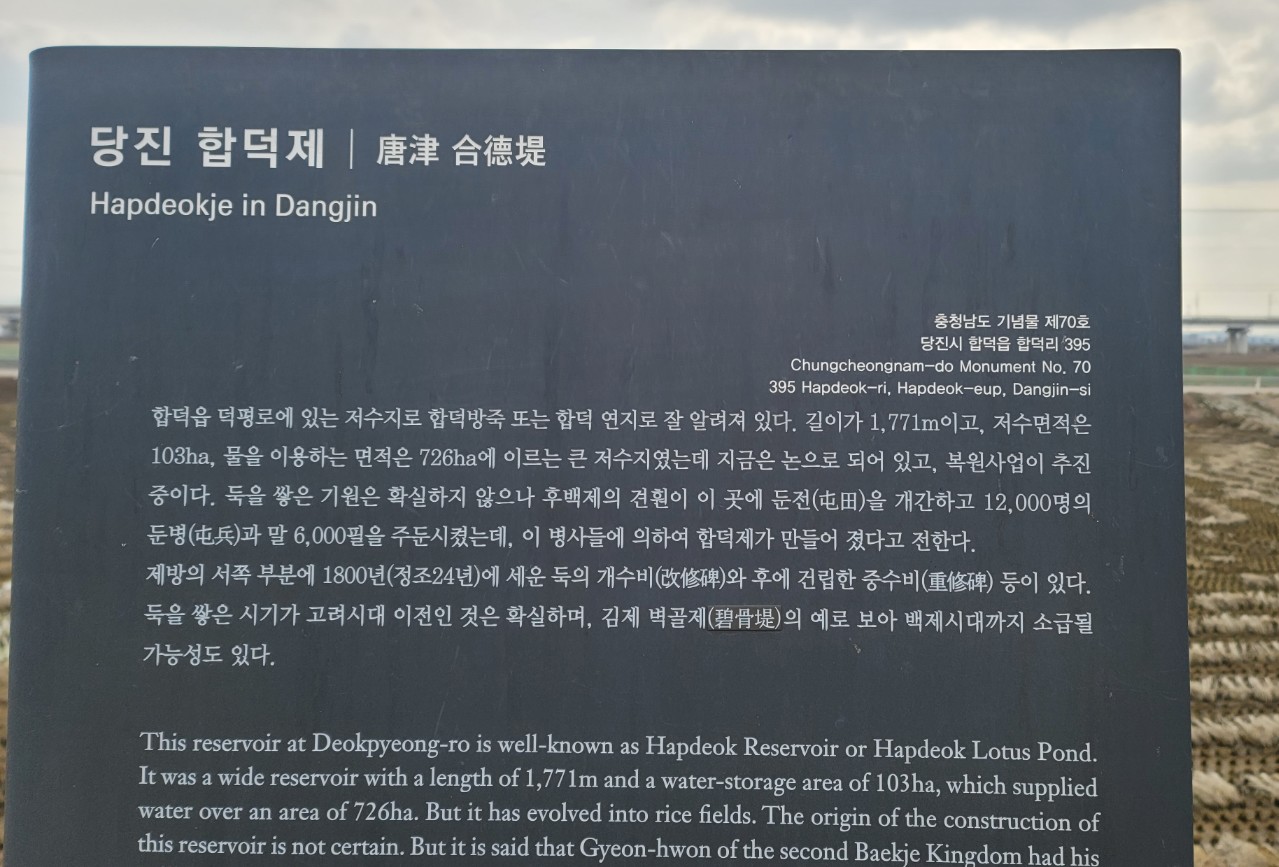 당진 합덕제 | 唐津 合德堤
Hapdeokje in Dangjin
충청남도 기념물 제70호
당진시 합덕읍 합덕리 395
Chungcheongnam-do Monument No. 70
395 Hapdeok-ri, Hapdeok-eup, Dangjin-si
합덕읍 덕평로에 있는 저수지로 합덕방죽 또는 합덕 연지로 잘 알려져 있다. 길이가 1,771m이고, 저수면적은
103ha, 물을 이용하는 면적은 726ha에 이르는 큰 저수지였는데 지금은 논으로 되어 있고, 복원사업이 추진
중이다. 둑을 쌓은 기원은 확실하지 않으나 후백제의 견훤이 이 곳에 둔전(屯田)을 개간하고 12,000명의
둔병(屯兵)과 말 6,000필을 주둔시켰는데, 이 병사들에 의하여 합덕제가 만들어 졌다고 전한다.
제방의 서쪽 부분에 1800년(정조24년)에 세운 둑의 개수비(改修碑)와 후에 건립한 중수비(重修碑) 등이 있다.
둑을 쌓은 시기가 고려시대 이전인 것은 확실하며, 김제 벽골제(碧骨堤)의 예로 보아 백제시대까지 소급될
가능성도 있다.
This reservoir at Deokpyeong-ro is well-known as Hapdeok Reservoir or Hapdeok Lotus Pond.
It was a wide reservoir with a length of 1,771m and a water-storage area of 103ha, which supplied
water over an area of 726ha. But it has evolved into rice fields. The origin of the construction of
this reservoir is not certain. But it is said that Gyeon-hwon of the second Baekje Kingdom had his